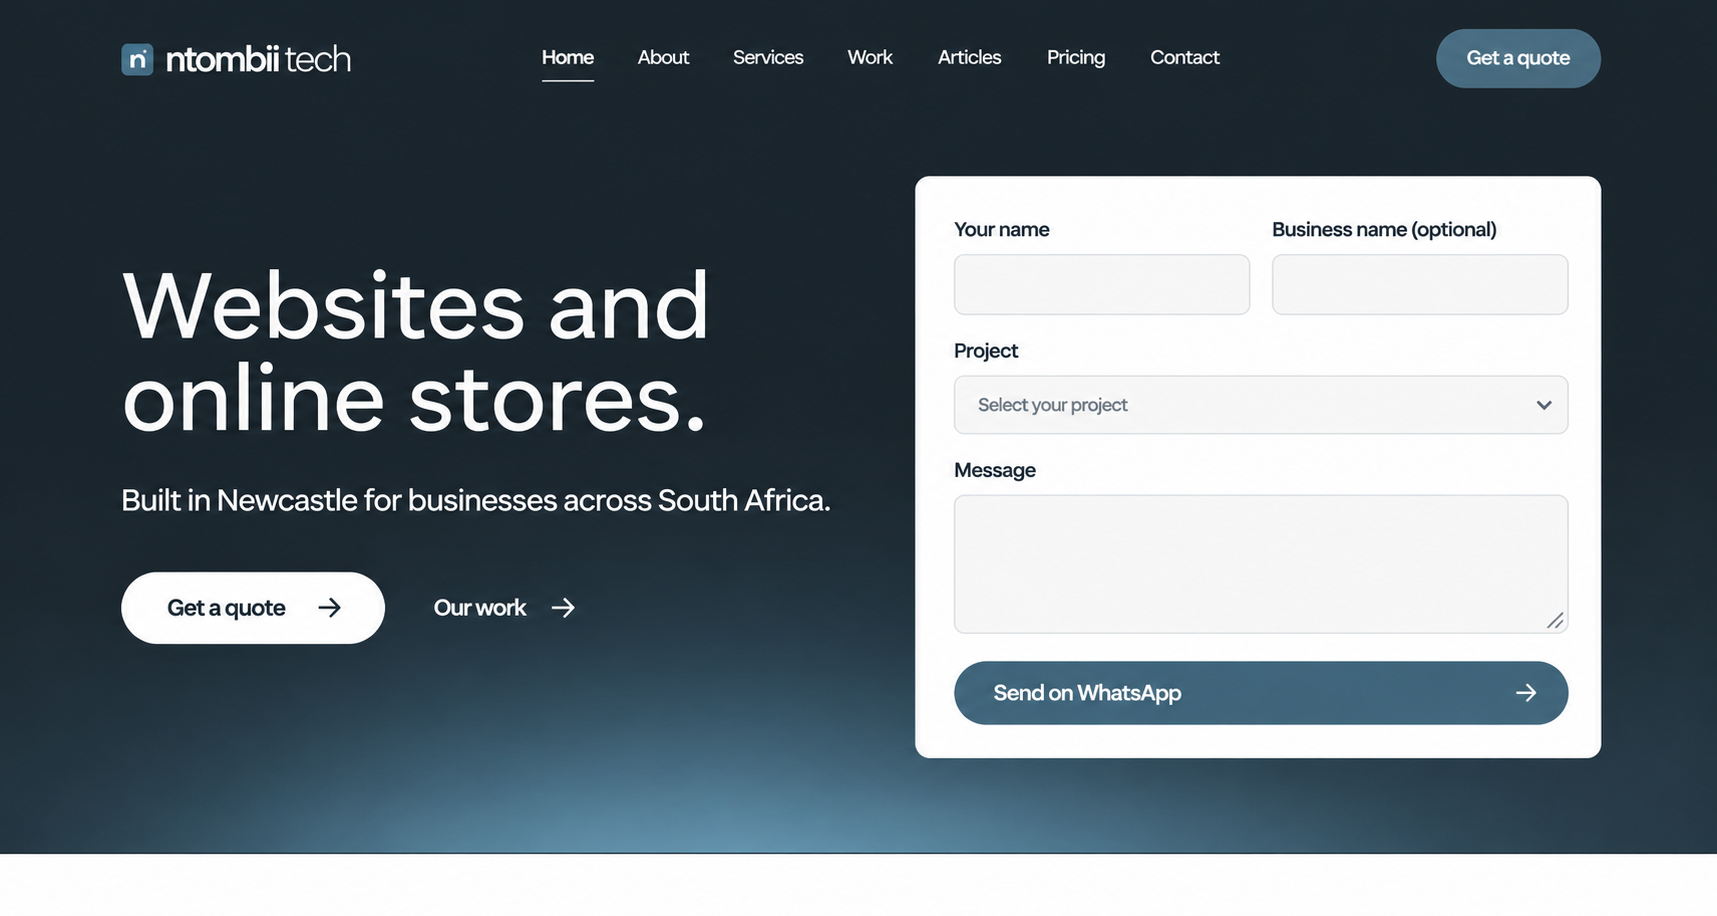 n
ntombii tech
Home
About
Services
Work
Articles
Pricing
Contact
Get a quote
Websites and
online stores.
Built in Newcastle for businesses across South Africa.
Get a quote
Our work
Your name
Business name (optional)
Project
Select your project
Message
Send on WhatsApp